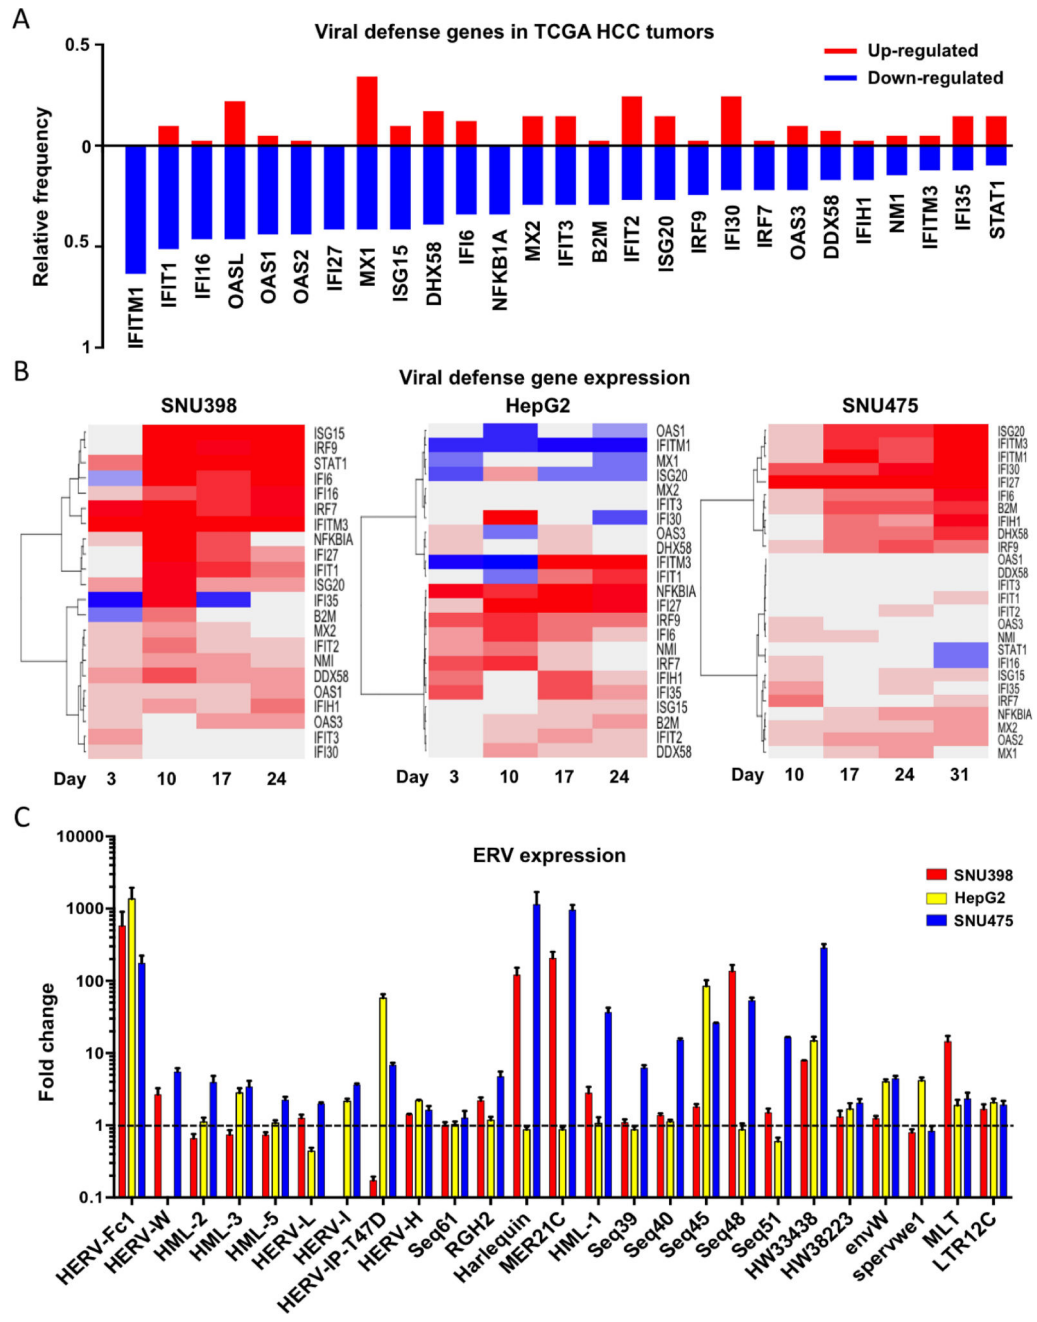 A
Viral defense genes in TCGA HCC tumors
Up-regulated
Down-regulated
Relative frequency
0.5
0
0.5
1
IFITM1
IFIT1
IFI16
OASL
OAS1
OAS2
IFI27
MX1
ISG15
DHX58
IFI6
NFKB1A
MX2
IFIT3
B2M
IFIT2
ISG20
IRF9
IFI30
IRF7
OAS3
DDX58
IFIH1
NM1
IFITM3
IFI35
STAT1
B
Viral defense gene expression
SNU398
ISG15
IRF9
STAT1
IFI6
IFI16
IRF7
IFITM3
NFKBIA
IFI27
IFIT1
ISG20
IFI35
B2M
MX2
IFIT2
NMI
DDX58
OAS1
IFIH1
OAS3
IFIT3
IFI30
Day 3 10 17 24
HepG2
OAS1
IFITM1
MX1
ISG20
MX2
IFIT3
IFI30
OAS3
DHX58
IFITM3
IFIT1
NFKBIA
IFI27
IRF9
IFI6
NMI
IRF7
IFIH1
IFI35
ISG15
B2M
IFIT2
DDX58
Day 3 10 17 24
SNU475
ISG20
IFITM3
IFITM1
IFI30
IFI27
IFI6
B2M
IFIH1
DHX58
IRF9
OAS1
DDX58
IFIT3
IFIT1
IFIT2
OAS3
NMI
STAT1
IFI16
ISG15
IFI35
IRF7
NFKBIA
MX2
OAS2
MX1
Day 10 17 24 31
C
ERV expression
SNU398
HepG2
SNU475
Fold change
10000
1000
100
10
1
0.1
HERV-Fc1
HERV-W
HML-2
HML-3
HML-5
HERV-L
HERV-I
HERV-IP-T47D
HERV-H
Seq61
RGH2
Harlequin
MER21C
HML-1
Seq39
Seq40
Seq45
Seq48
Seq51
HW33438
HW38223
envW
spervwe1
MLT
LTR12C